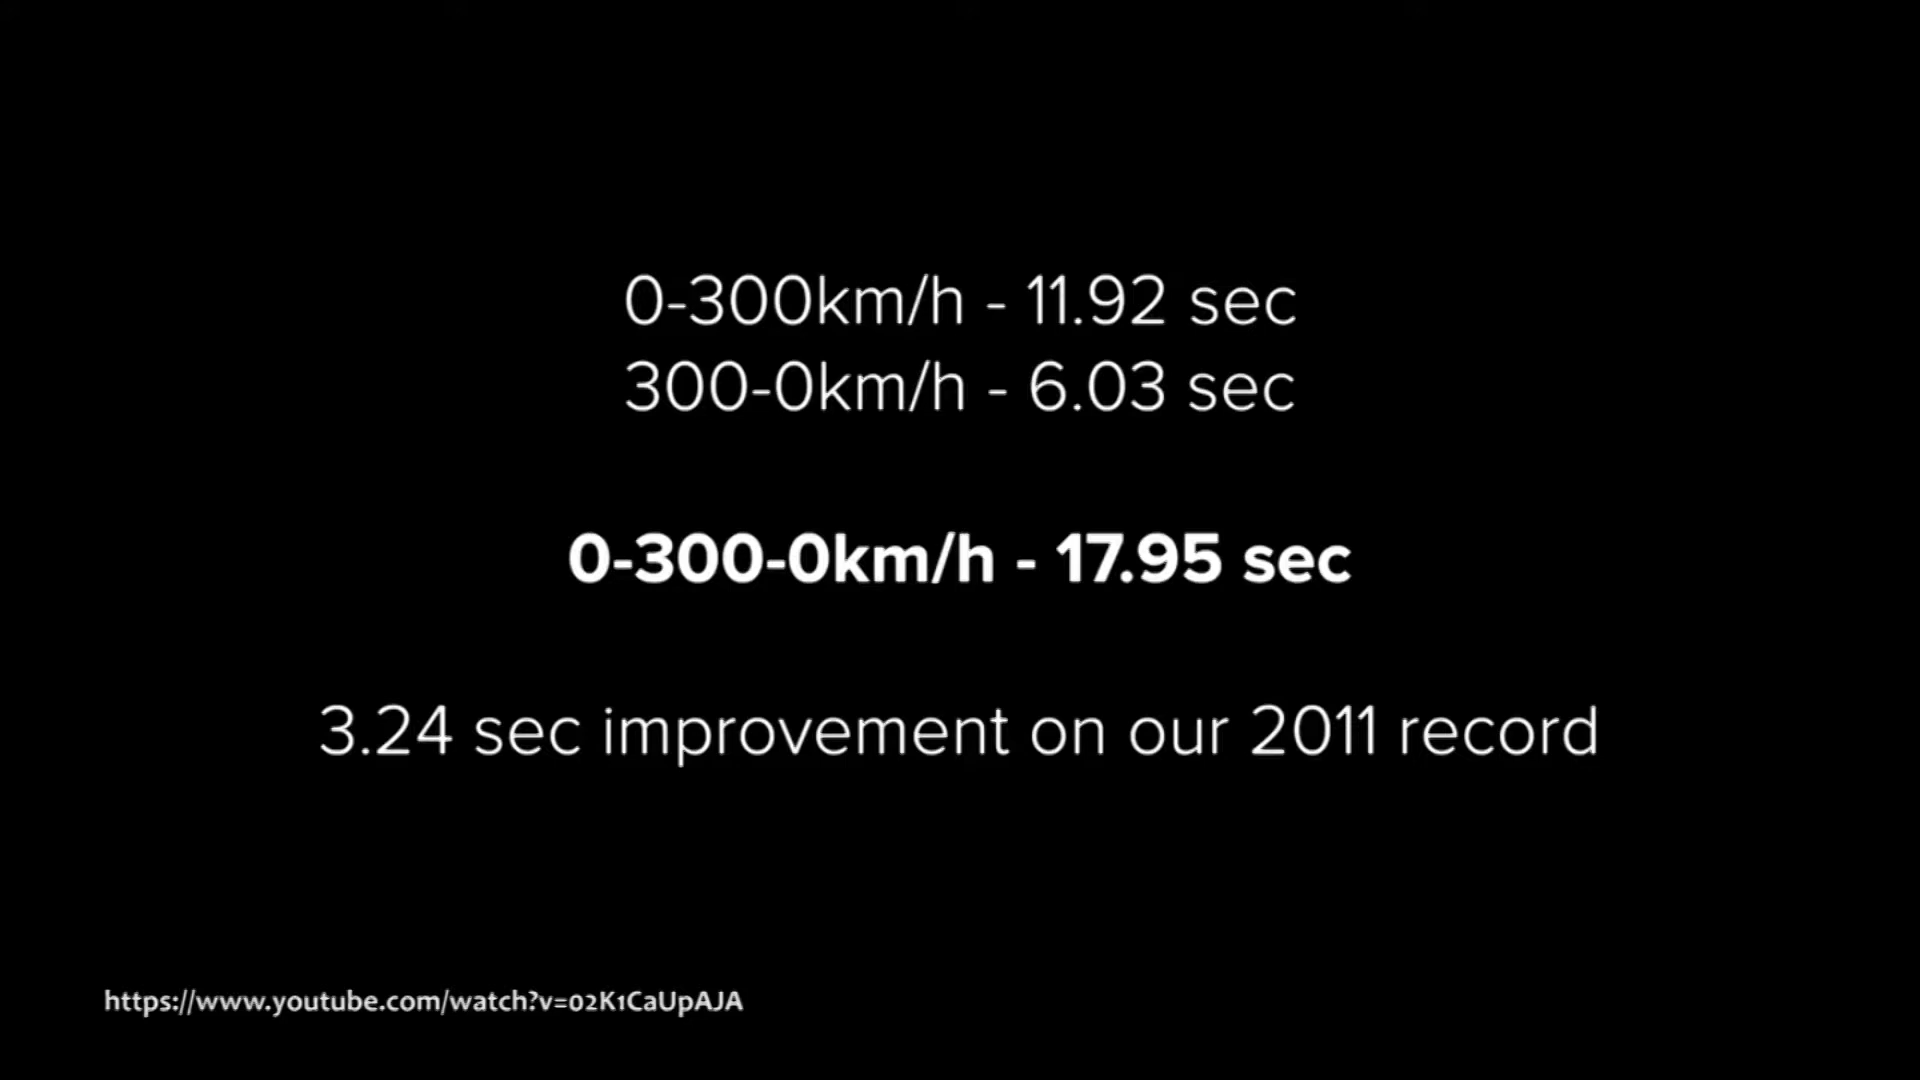 0-300km/h - 11.92 sec
300-0km/h - 6.03 sec
0-300-0km/h - 17.95 sec
3.24 sec improvement on our 2011 record
https://www.youtube.com/watch?v=02K1CaUpAJA